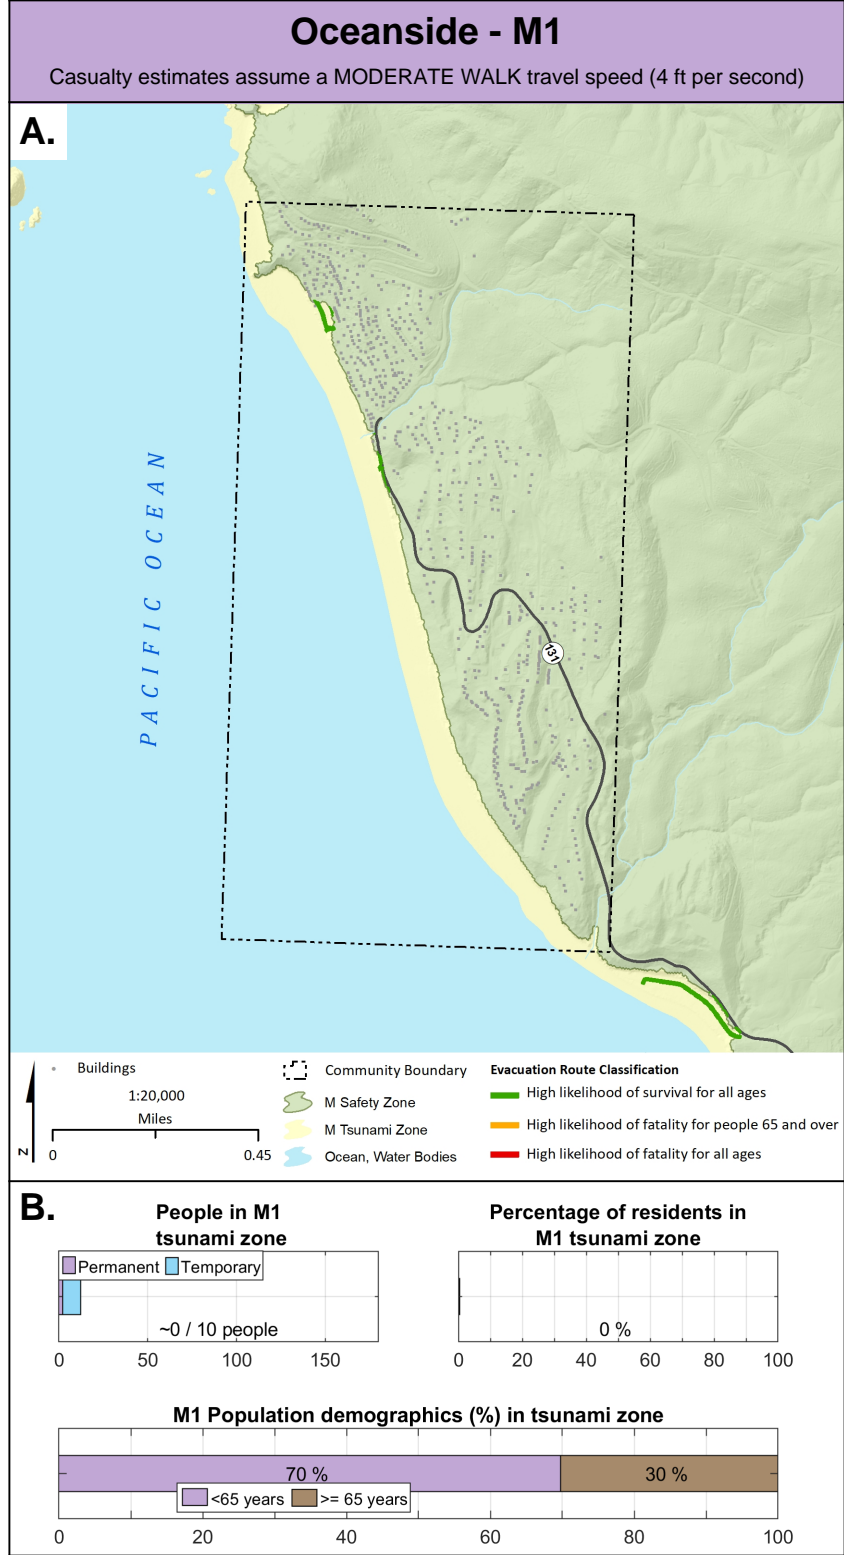 Oceanside - M1
Casualty estimates assume a MODERATE WALK travel speed (4 ft per second)
A.
PACIFIC OCEAN
131
Buildings
1:20,000
Miles
0
0.45
N
Community Boundary
M Safety Zone
M Tsunami Zone
Ocean, Water Bodies
Evacuation Route Classification
High likelihood of survival for all ages
High likelihood of fatality for people 65 and over
High likelihood of fatality for all ages
B.
People in M1
tsunami zone
Permanent Temporary
~0 / 10 people
0 50 100 150
Percentage of residents in
M1 tsunami zone
0 %
0 20 40 60 80 100
M1 Population demographics (%) in tsunami zone
70 % 30 %
<65 years >= 65 years
0 20 40 60 80 100